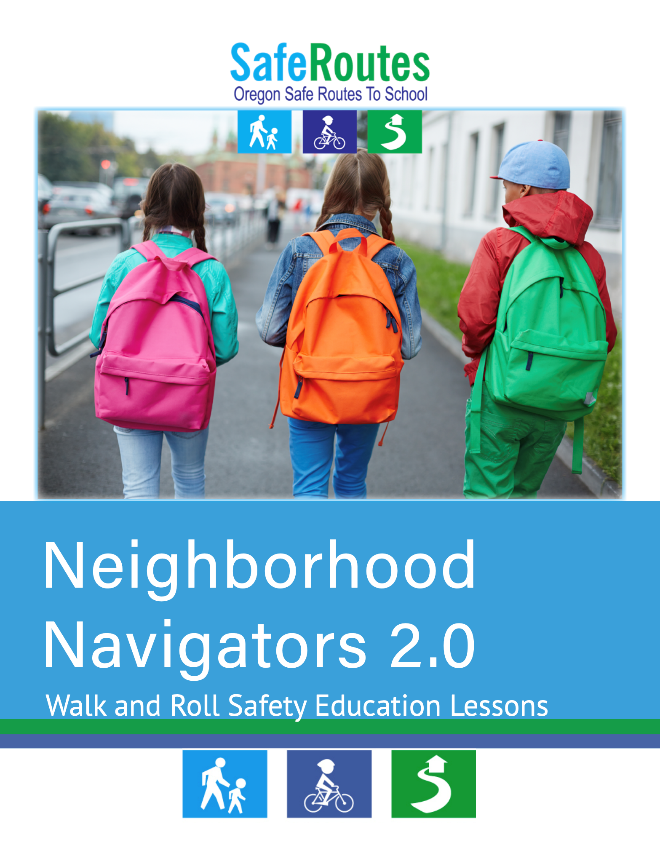 SafeRoutes
Oregon Safe Routes To School
Neighborhood
Navigators 2.0
Walk and Roll Safety Education Lessons